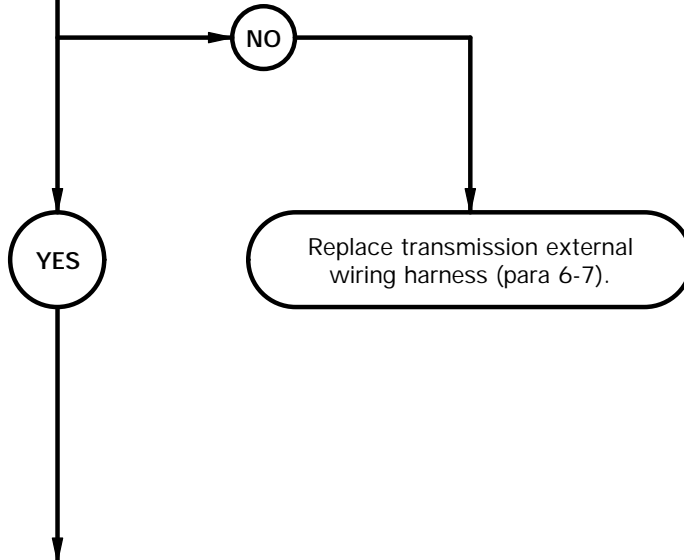 NO
YES
Replace transmission external
wiring harness (para 6-7).